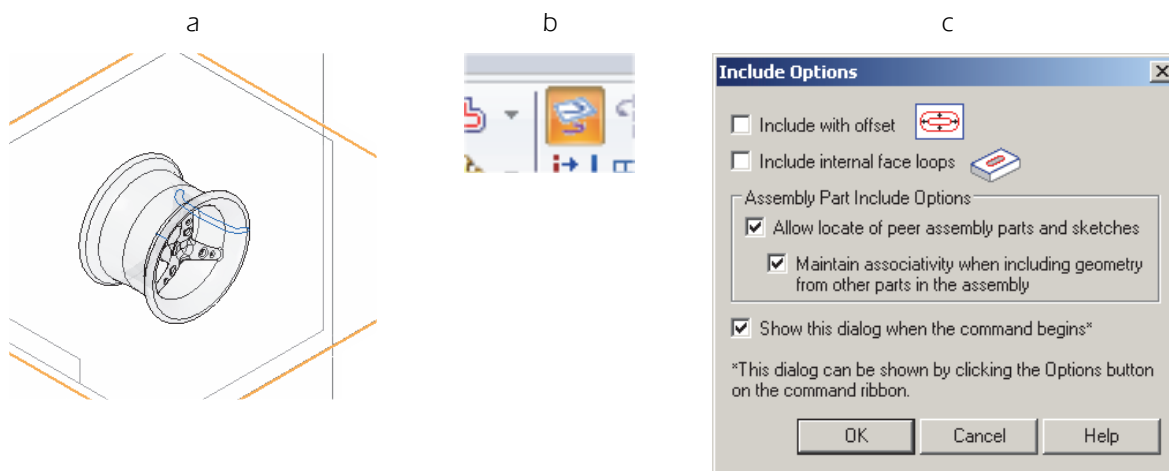 a
b
c
Include Options
Include with offset
Include internal face loops
Assembly Part Include Options
Allow locate of peer assembly parts and sketches
Maintain associativity when including geometry
from other parts in the assembly
Show this dialog when the command begins*
*This dialog can be shown by clicking the Options button
on the command ribbon.
OK
Cancel
Help